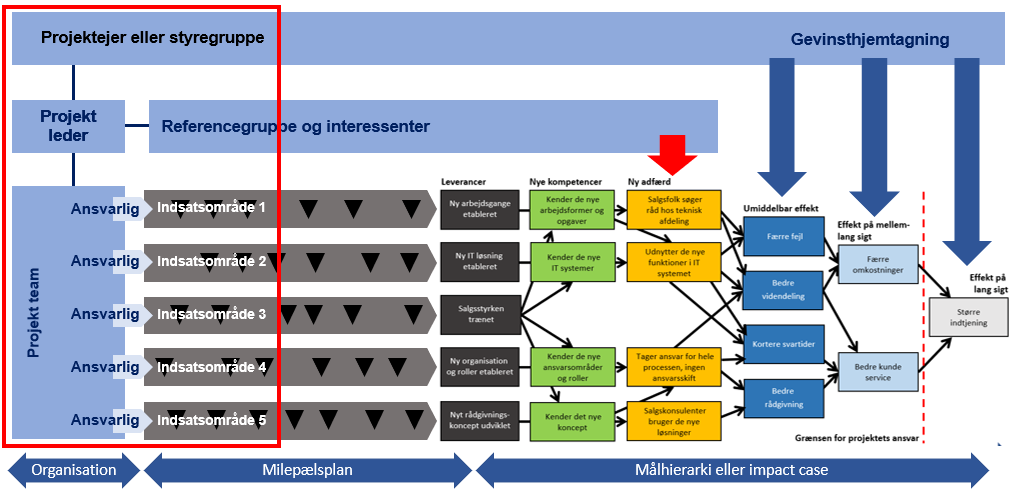 Projektejer eller styregruppe
Gevinsthjemtagning
Projekt
leder
Referencegruppe og interessenter
Projekt team
Ansvarlig
Indsatsområde 1
Ansvarlig
Indsatsområde 2
Ansvarlig
Indsatsområde 3
Ansvarlig
Indsatsområde 4
Ansvarlig
Indsatsområde 5
Leverancer
Ny arbejdsgange
etableret
Ny IT løsning
etableret
Salgsstyrken
trænet
Ny organisation
og roller etableret
Nyt rådgivnings-
koncept udviklet
Nye kompetencer
Kender de nye
arbejdsformer og
opgaver
Kender de nye
IT systemer
Kender de nye
ansvarsområder
og roller
Kender det nye
koncept
Ny adfærd
Salgsfolk søger
råd hos teknisk
afdeling
Udnytter de nye
funktioner i IT
systemet
Tager ansvar for hele
processen, ingen
ansvarsskift
Salgskonsulenter
bruger de nye
løsninger
Umiddelbar effekt
Færre fejl
Bedre
videndeling
Kortere svartider
Bedre
rådgivning
Effekt på mellem-
lang sigt
Færre
omkostninger
Bedre kunde
service
Effekt på
lang sigt
Større
indtjening
Grænsen for projektets ansvar
Organisation
Milepælsplan
Målhierarki eller impact case